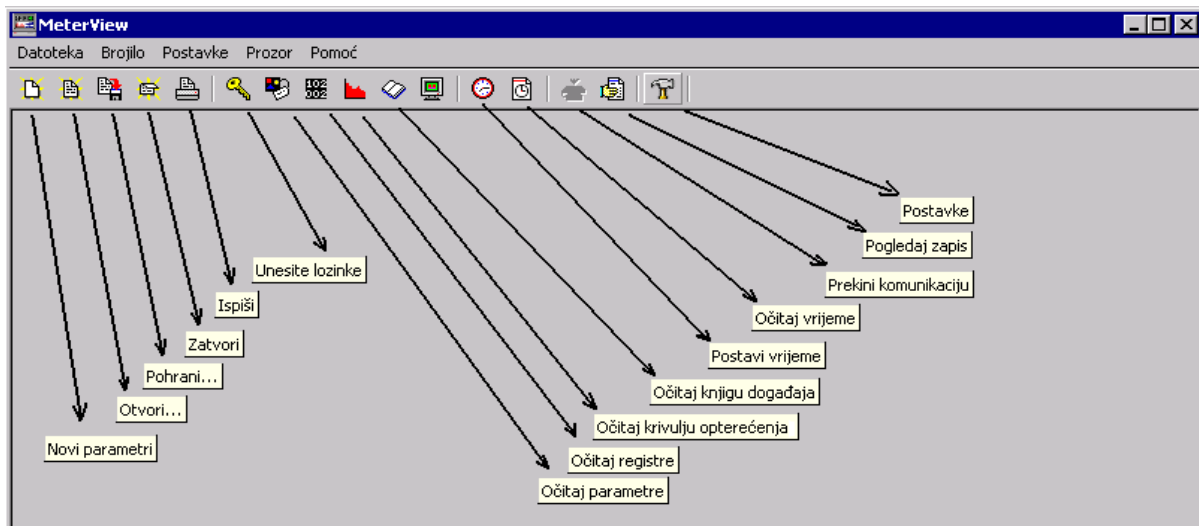 MeterView
Datoteka Brojilo Postavke Prozor Pomoć
Postavke
Pogledaj zapis
Unesite lozinke
Prekini komunikaciju
Ispiši
Očitaj vrijeme
Zatvori
Postavi vrijeme
Pohrani...
Očitaj knjigu događaja
Otvori...
Očitaj krivulju opterećenja
Novi parametri
Očitaj registre
Očitaj parametre